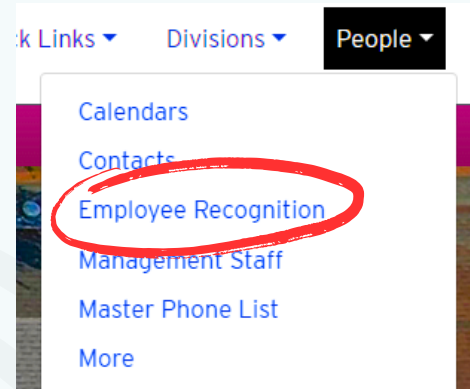 k Links Divisions People
Calendars
Contacts
Employee Recognition
Management Staff
Master Phone List
More